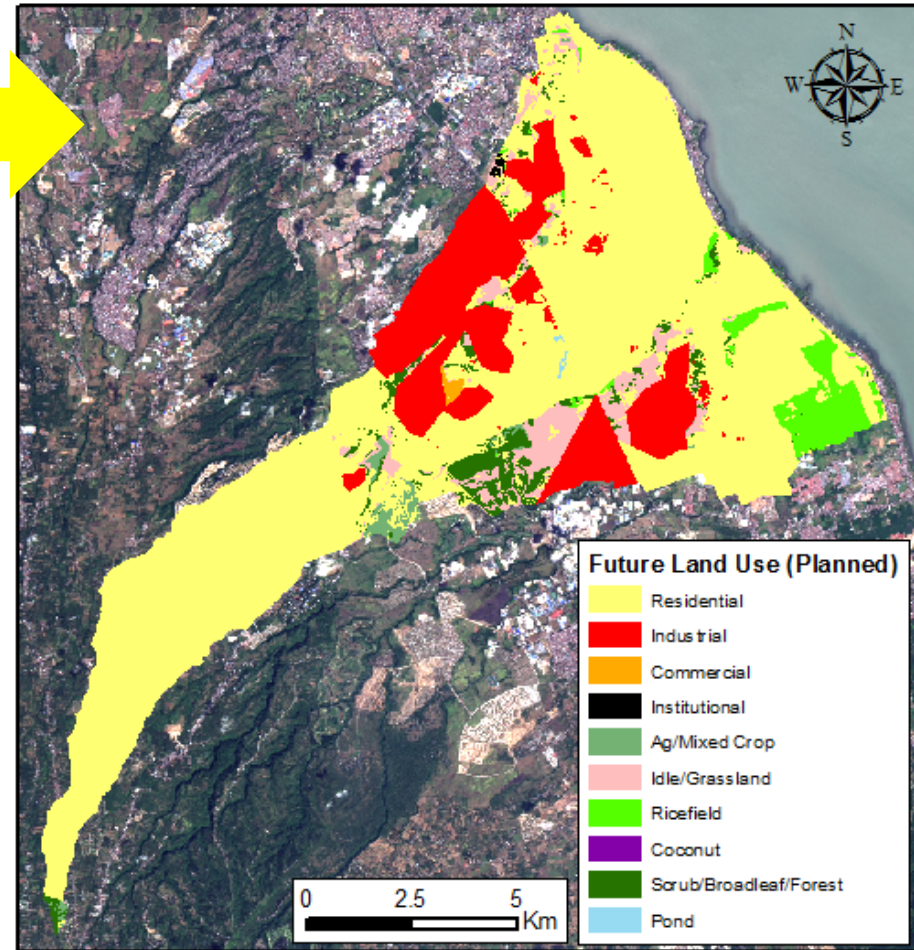 N
W E
S
Future Land Use (Planned)
Residential
Industrial
Commercial
Institutional
Ag/Mixed Crop
Idle/Grassland
Ricefield
Coconut
Scrub/Broadleaf/Forest
Pond
0 2.5 5
Km